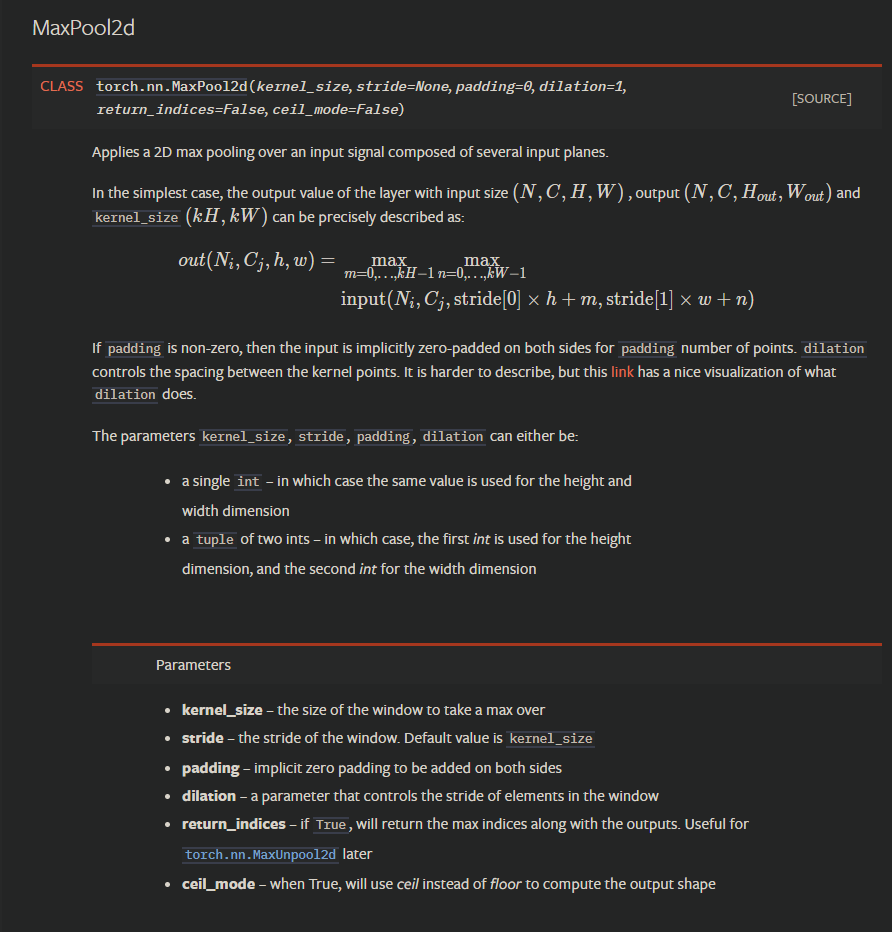 MaxPool2d
CLASS torch.nn.MaxPool2d(kernel_size, stride=None, padding=0, dilation=1,
return_indices=False, ceil_mode=False)
[SOURCE]
Applies a 2D max pooling over an input signal composed of several input planes.
In the simplest case, the output value of the layer with input size (N, C, H, W) , output (N, C, H_out, W_out) and
kernel_size (kH, kW) can be precisely described as:
out(N_i, C_j, h, w) = max_{m=0,…,kH−1} max_{n=0,…,kW−1}
input(N_i, C_j, stride[0] × h + m, stride[1] × w + n)
If padding is non-zero, then the input is implicitly zero-padded on both sides for padding number of points. dilation
controls the spacing between the kernel points. It is harder to describe, but this link has a nice visualization of what
dilation does.
The parameters kernel_size, stride, padding, dilation can either be:
• a single int – in which case the same value is used for the height and
width dimension
• a tuple of two ints – in which case, the first int is used for the height
dimension, and the second int for the width dimension
Parameters
• kernel_size – the size of the window to take a max over
• stride – the stride of the window. Default value is kernel_size
• padding – implicit zero padding to be added on both sides
• dilation – a parameter that controls the stride of elements in the window
• return_indices – if True, will return the max indices along with the outputs. Useful for
torch.nn.MaxUnpool2d later
• ceil_mode – when True, will use ceil instead of floor to compute the output shape